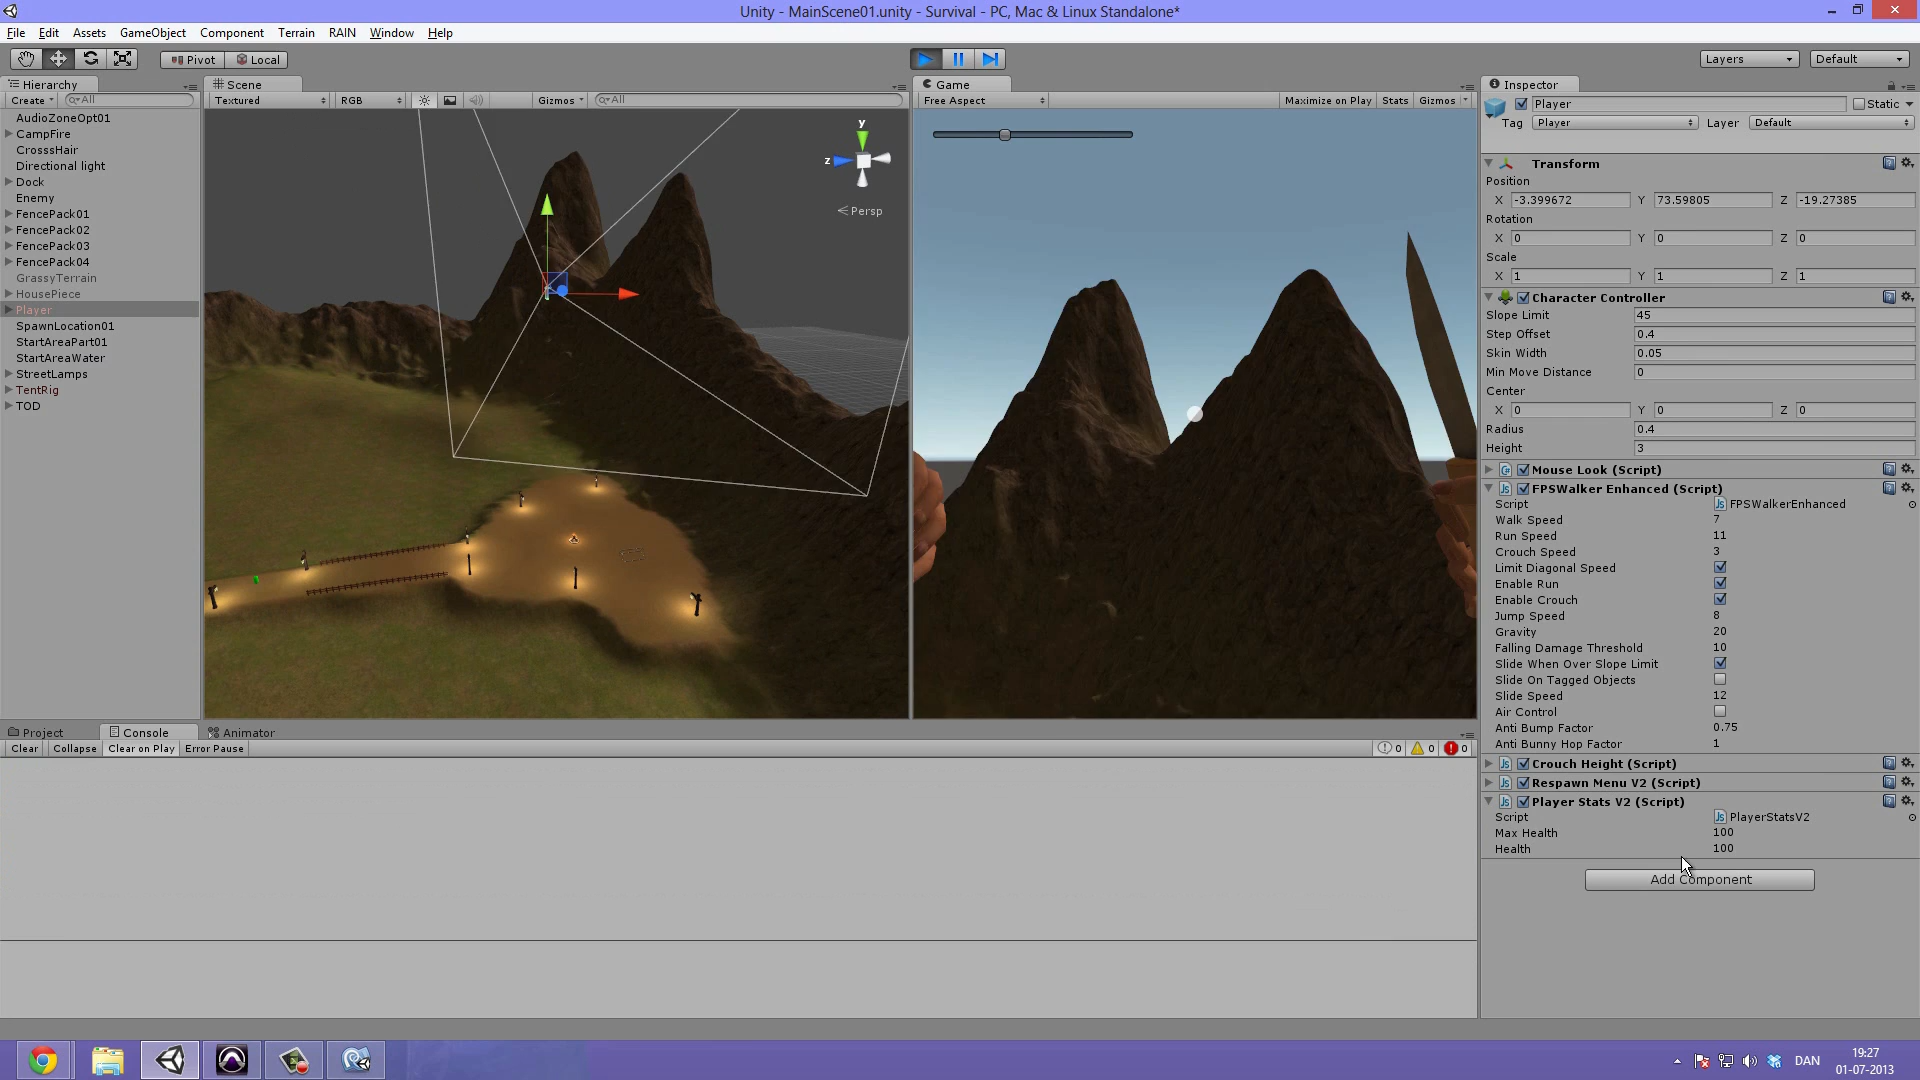 Unity - MainScene01.unity - Survival - PC, Mac & Linux Standalone*
File Edit Assets GameObject Component Terrain RAIN Window Help
Pivot Local Layers Default
Hierarchy
Create All
AudioZoneOpt01
CampFire
CrosssHair
Directional light
Dock
Enemy
FencePack01
FencePack02
FencePack03
FencePack04
GrassyTerrain
HousePiece
Player
SpawnLocation01
StartAreaPart01
StartAreaWater
StreetLamps
TentRig
TOD
Scene
Textured RGB Gizmos All
y
z
Persp
Game
Free Aspect Maximize on Play Stats Gizmos
Project Console Animator
Clear Collapse Clear on Play Error Pause 0 0 0
Inspector
Player Static
Tag Player Layer Default
Transform
Position
X -3.399672 Y 73.59805 Z -19.27385
Rotation
X 0 Y 0 Z 0
Scale
X 1 Y 1 Z 1
Character Controller
Slope Limit 45
Step Offset 0.4
Skin Width 0.05
Min Move Distance 0
Center
X 0 Y 0 Z 0
Radius 0.4
Height 3
Mouse Look (Script)
FPSWalker Enhanced (Script)
Script FPSWalkerEnhanced
Walk Speed 7
Run Speed 11
Crouch Speed 3
Limit Diagonal Speed
Enable Run
Enable Crouch
Jump Speed 8
Gravity 20
Falling Damage Threshold 10
Slide When Over Slope Limit
Slide On Tagged Objects
Slide Speed 12
Air Control
Anti Bump Factor 0.75
Anti Bunny Hop Factor 1
Crouch Height (Script)
Respawn Menu V2 (Script)
Player Stats V2 (Script)
Script PlayerStatsV2
Max Health 100
Health 100
Add Component
DAN
19:27
01-07-2013